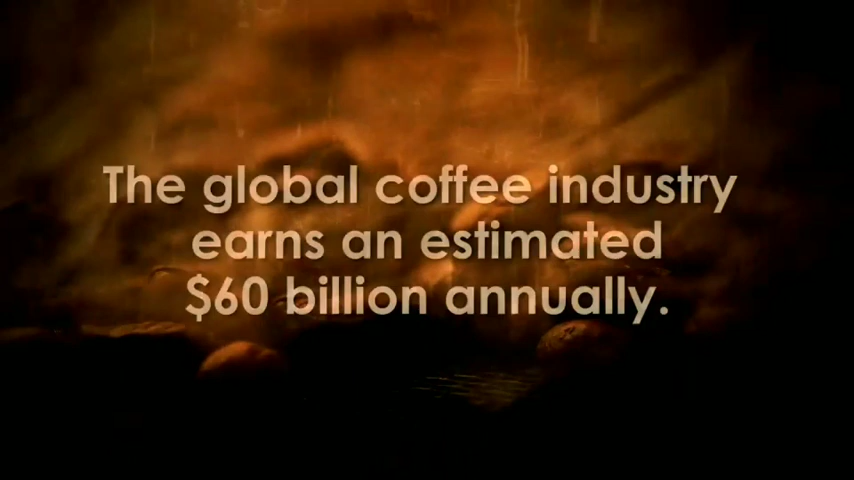 The global coffee industry
earns an estimated
$60 billion annually.